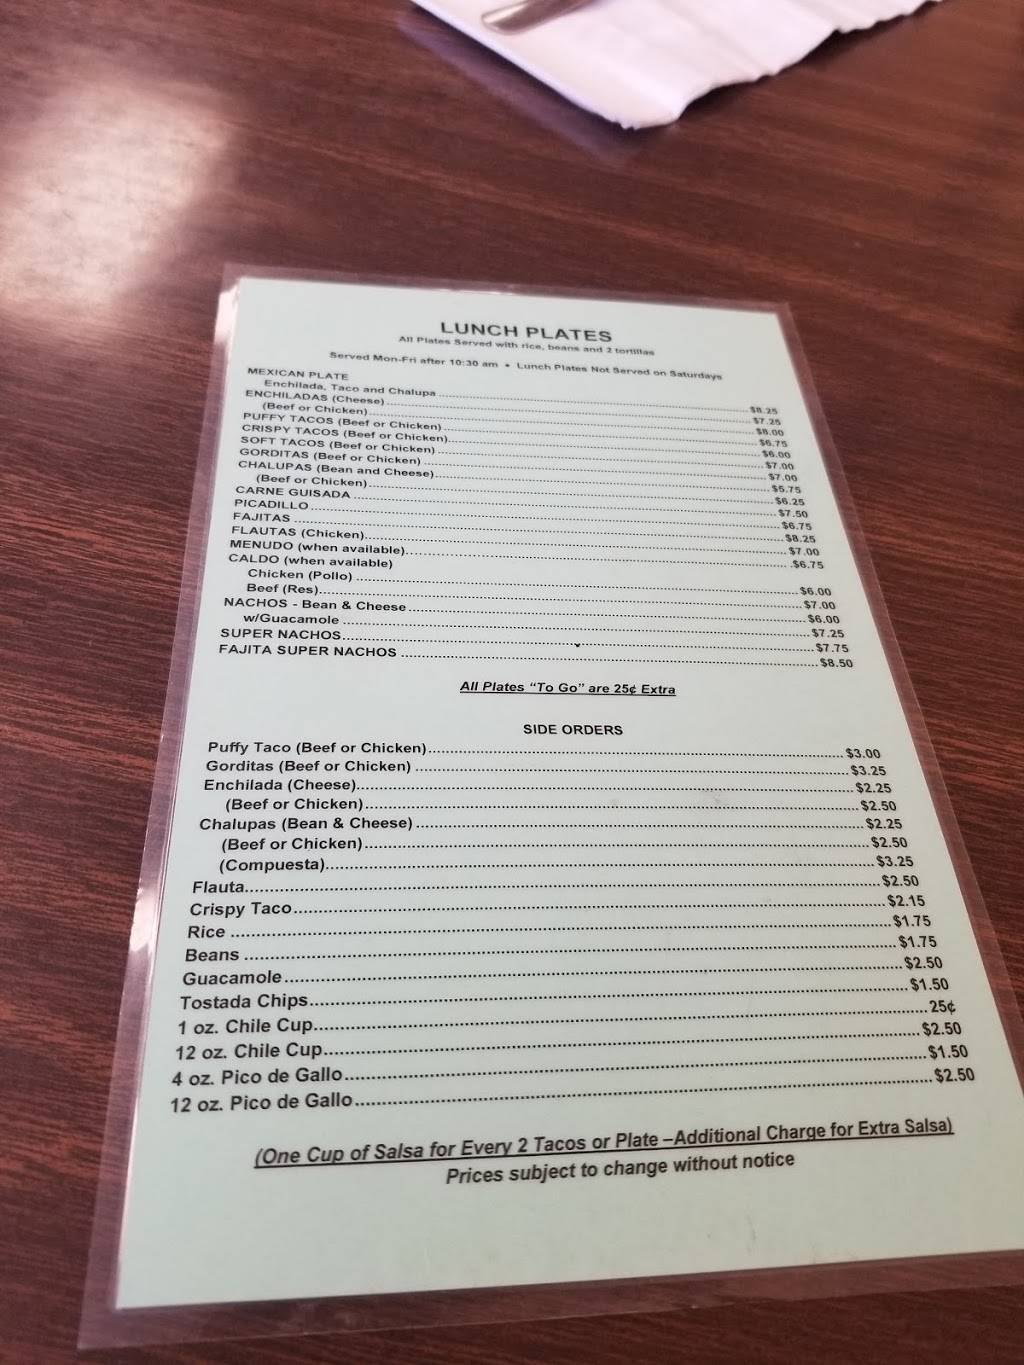 LUNCH PLATES
All Plates Served with rice, beans and 2 tortillas
Served Mon-Fri after 10:30 am • Lunch Plates Not Served on Saturdays
MEXICAN PLATE
Enchilada, Taco and Chalupa ........ $8.25
ENCHILADAS (Cheese) ........ $7.25
(Beef or Chicken) ........ $8.00
PUFFY TACOS (Beef or Chicken) ........ $6.75
CRISPY TACOS (Beef or Chicken) ........ $6.00
SOFT TACOS (Beef or Chicken) ........ $7.00
GORDITAS (Beef or Chicken) ........ $7.00
CHALUPAS (Bean and Cheese) ........ $5.75
(Beef or Chicken) ........ $6.25
CARNE GUISADA ........ $7.50
PICADILLO ........ $6.75
FAJITAS ........ $8.25
FLAUTAS (Chicken) ........ $7.00
MENUDO (when available) ........ $6.75
CALDO (when available)
Chicken (Pollo) ........ $6.00
Beef (Res) ........ $7.00
NACHOS - Bean & Cheese ........ $6.00
w/Guacamole ........ $7.25
SUPER NACHOS ........ $7.75
FAJITA SUPER NACHOS ........ $8.50
All Plates “To Go” are 25¢ Extra
SIDE ORDERS
Puffy Taco (Beef or Chicken) ........ $3.00
Gorditas (Beef or Chicken) ........ $3.25
Enchilada (Cheese) ........ $2.25
(Beef or Chicken) ........ $2.50
Chalupas (Bean & Cheese) ........ $2.25
(Beef or Chicken) ........ $2.50
(Compuesta) ........ $3.25
Flauta ........ $2.50
Crispy Taco ........ $2.15
Rice ........ $1.75
Beans ........ $1.75
Guacamole ........ $2.50
Tostada Chips ........ $1.50
1 oz. Chile Cup ........ 25¢
12 oz. Chile Cup ........ $2.50
4 oz. Pico de Gallo ........ $1.50
12 oz. Pico de Gallo ........ $2.50
(One Cup of Salsa for Every 2 Tacos or Plate –Additional Charge for Extra Salsa)
Prices subject to change without notice